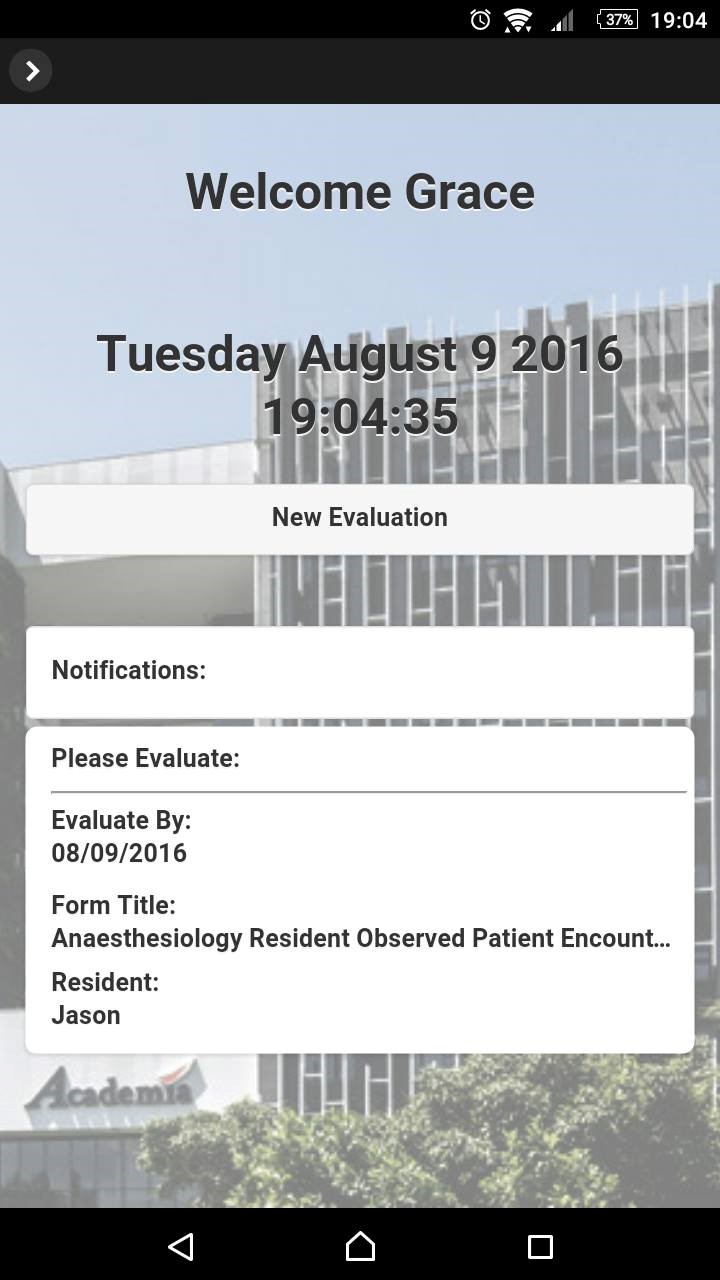 37% 19:04
Welcome Grace
Tuesday August 9 2016
19:04:35
New Evaluation
Notifications:
Please Evaluate:
Evaluate By:
08/09/2016
Form Title:
Anaesthesiology Resident Observed Patient Encount...
Resident:
Jason
Academia